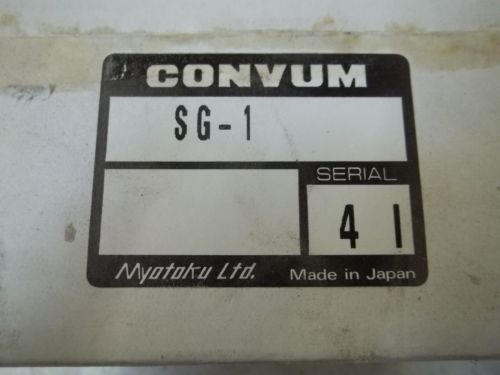 CONVUM
SG-1
SERIAL
41
Myotoku Ltd.
Made in Japan